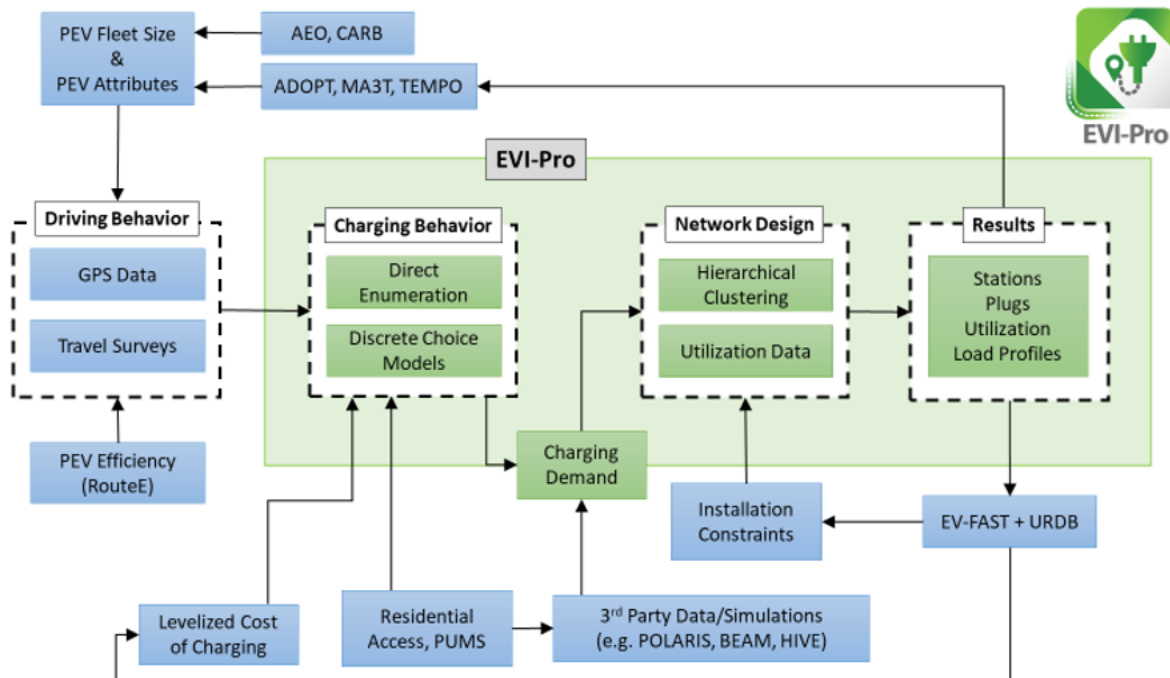 PEV Fleet Size
&
PEV Attributes
AEO, CARB
ADOPT, MA3T, TEMPO
EVI-Pro
EVI-Pro
Driving Behavior
GPS Data
Travel Surveys
Charging Behavior
Direct
Enumeration
Discrete Choice
Models
Network Design
Hierarchical
Clustering
Utilization Data
Results
Stations
Plugs
Utilization
Load Profiles
PEV Efficiency
(RouteE)
Charging
Demand
Installation
Constraints
EV-FAST + URDB
Levelized Cost
of Charging
Residential
Access, PUMS
3rd Party Data/Simulations
(e.g. POLARIS, BEAM, HIVE)